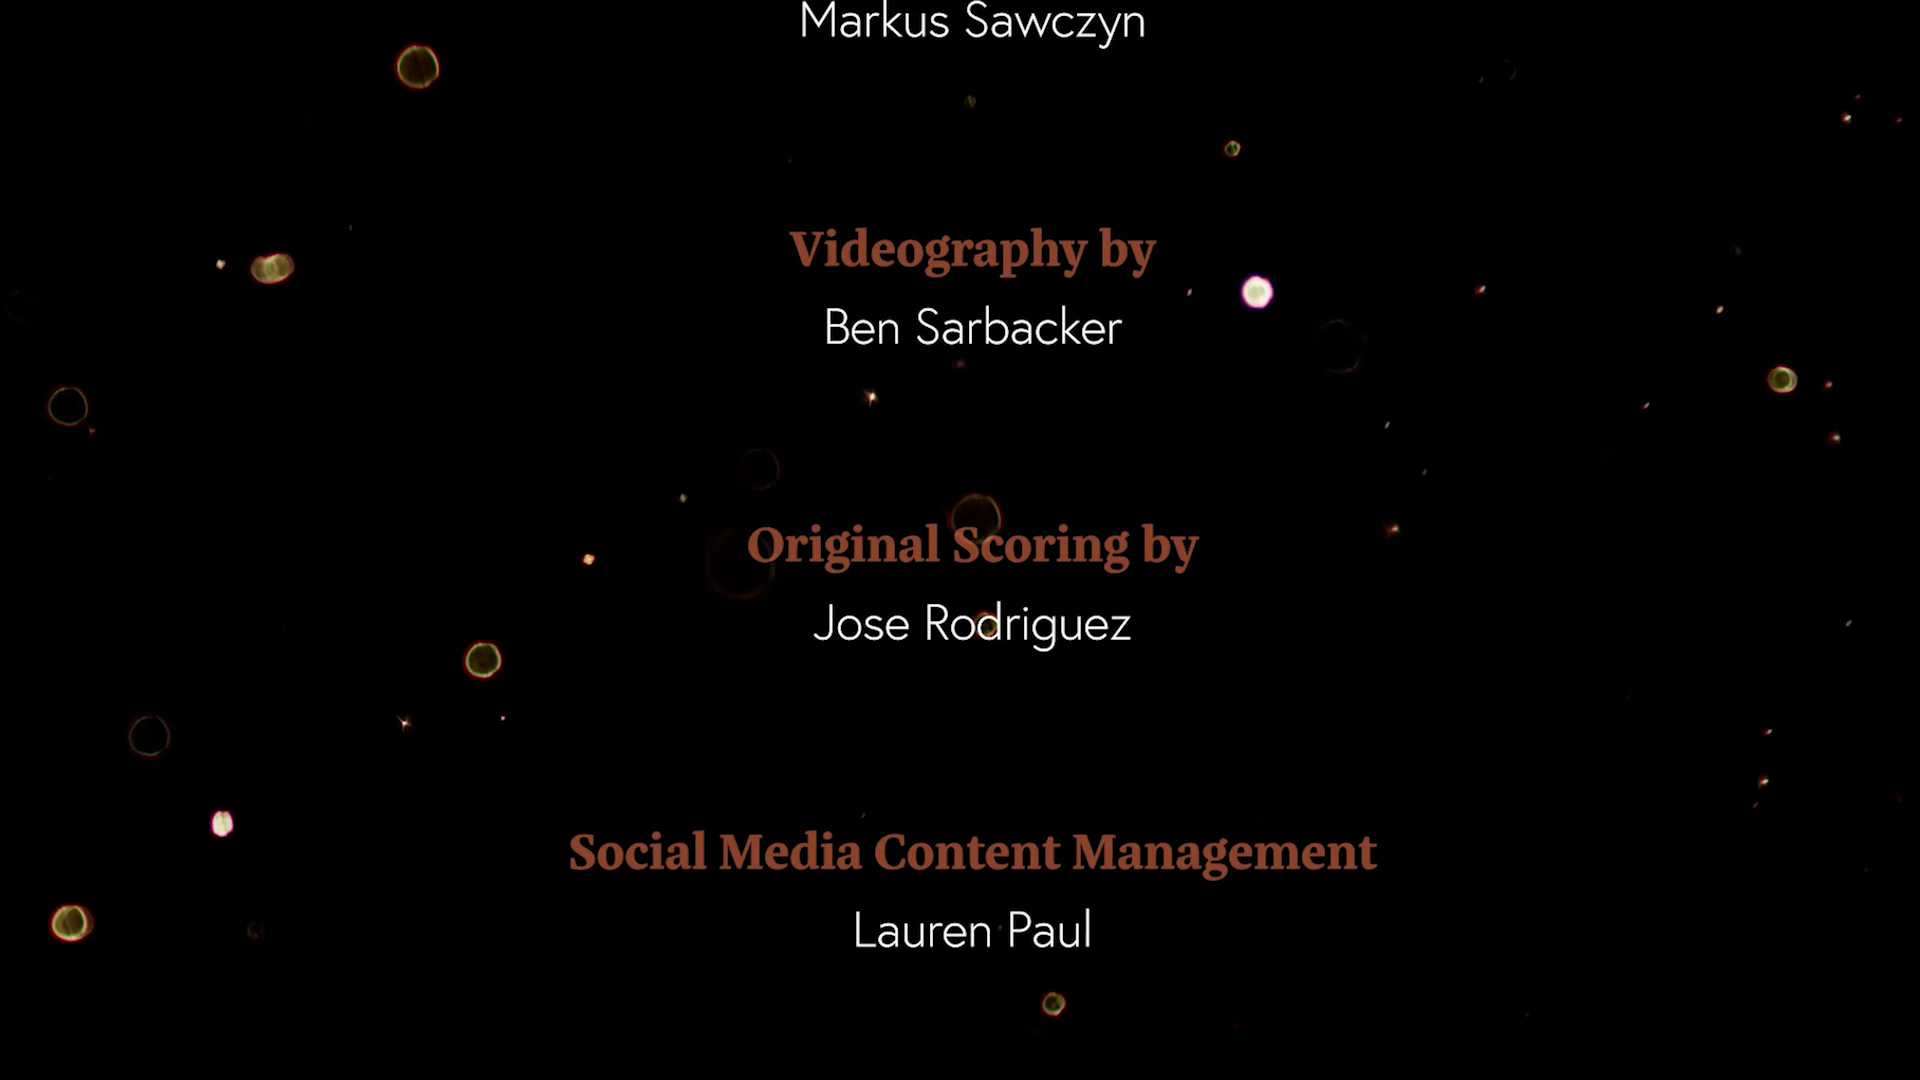 Markus Sawczyn
Videography by
Ben Sarbacker
Original Scoring by
Jose Rodriguez
Social Media Content Management
Lauren Paul